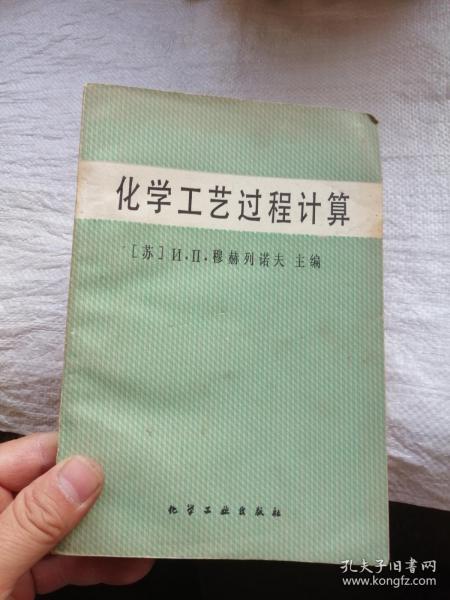 化学工艺过程计算
[苏] И·П·穆赫列诺夫 主编
化学工业出版社
孔夫子旧书网
www.kongfz.com